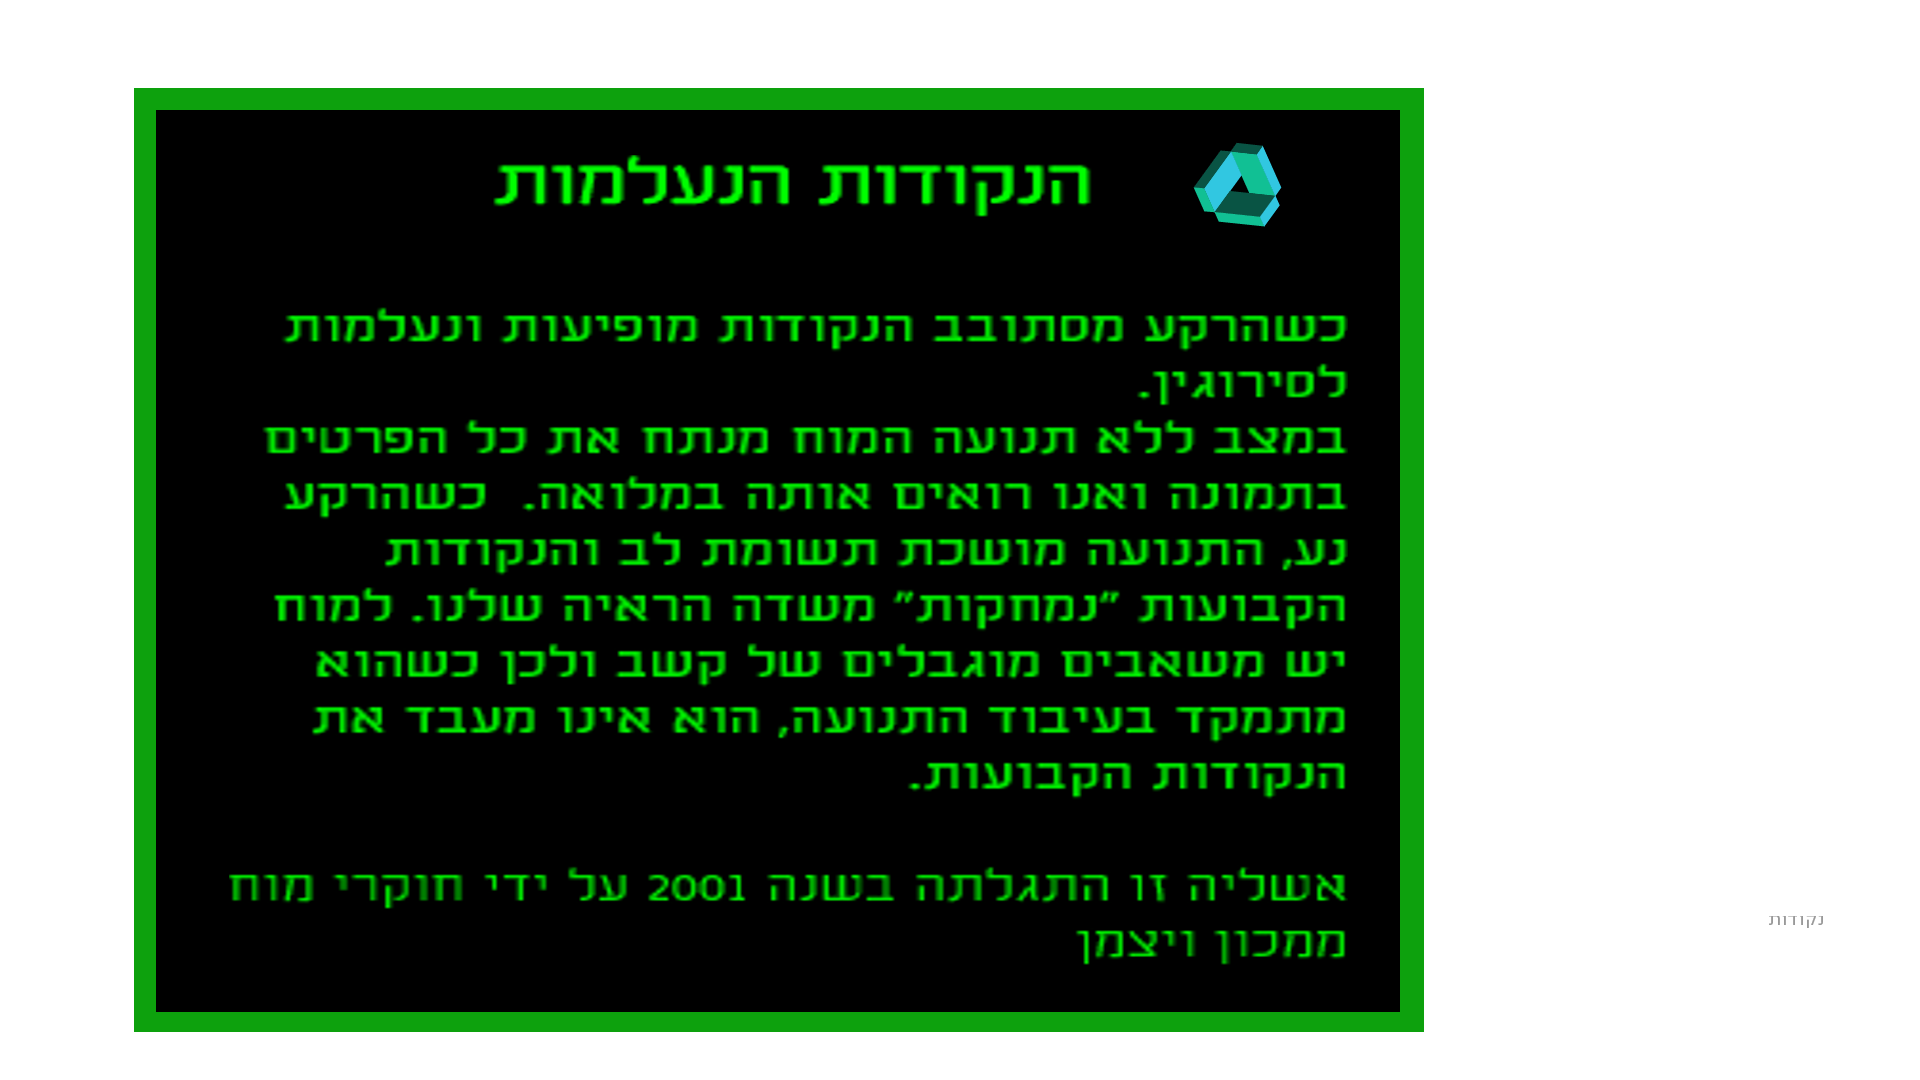 הנקודות הנעלמות
כשהרקע מסתובב הנקודות מופיעות ונעלמות
לסירוגין.
במצב ללא תנועה המוח מנתח את כל הפרטים
בתמונה ואנו רואים אותה במלואה.  כשהרקע
נע, התנועה מושכת תשומת לב והנקודות
הקבועות "נמחקות" משדה הראיה שלנו. למוח
יש משאבים מוגבלים של קשב ולכן כשהוא
מתמקד בעיבוד התנועה, הוא אינו מעבד את
הנקודות הקבועות.
אשליה זו התגלתה בשנה 2001 על ידי חוקרי מוח
ממכון ויצמן
נקודות